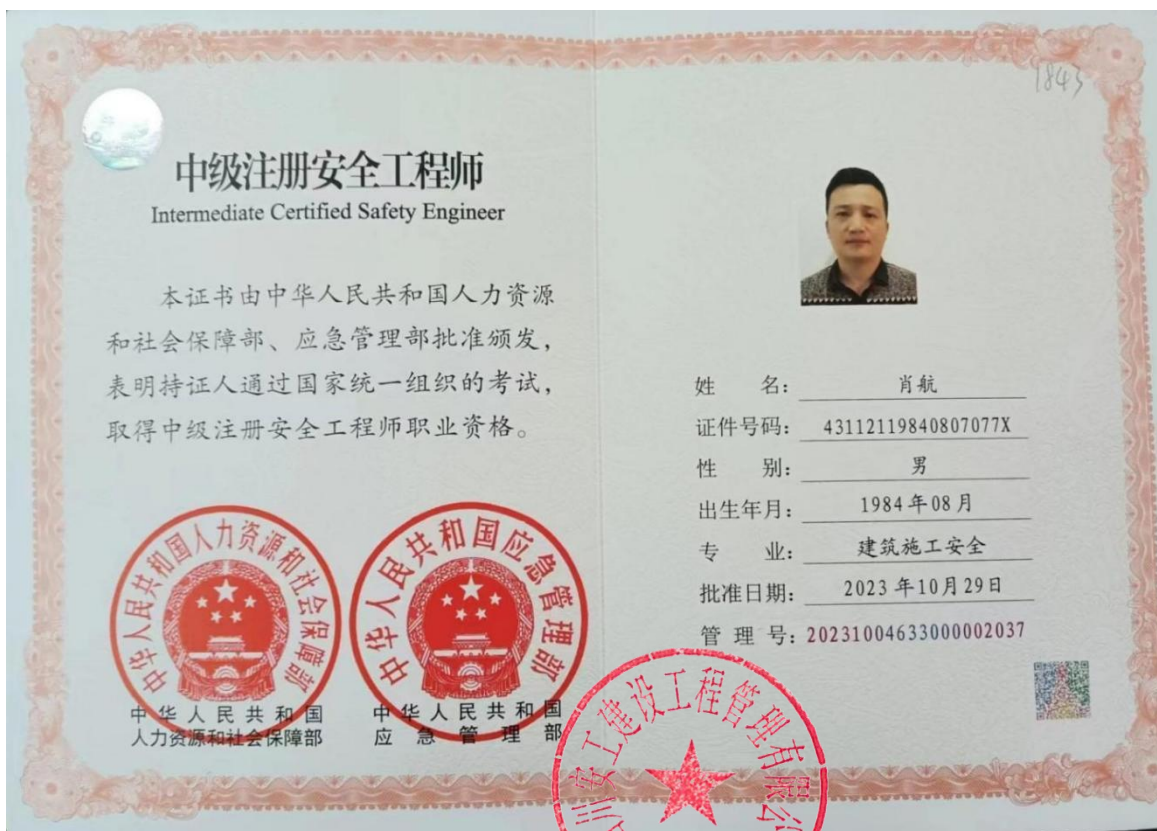 1843
中级注册安全工程师
Intermediate Certified Safety Engineer
本证书由中华人民共和国人力资源
和社会保障部、应急管理部批准颁发，
表明持证人通过国家统一组织的考试，
取得中级注册安全工程师职业资格。
中华人民共和国人力资源和社会保障部
中华人民共和国应急管理部
中华人民共和国
人力资源和社会保障部
中华人民共和国
应急管理部
姓名：肖航
证件号码：43112119840807077X
性别：男
出生年月：1984年08月
专业：建筑施工安全
批准日期：2023年10月29日
管理号：20231004633000002037
圳安工建设工程管理有限公